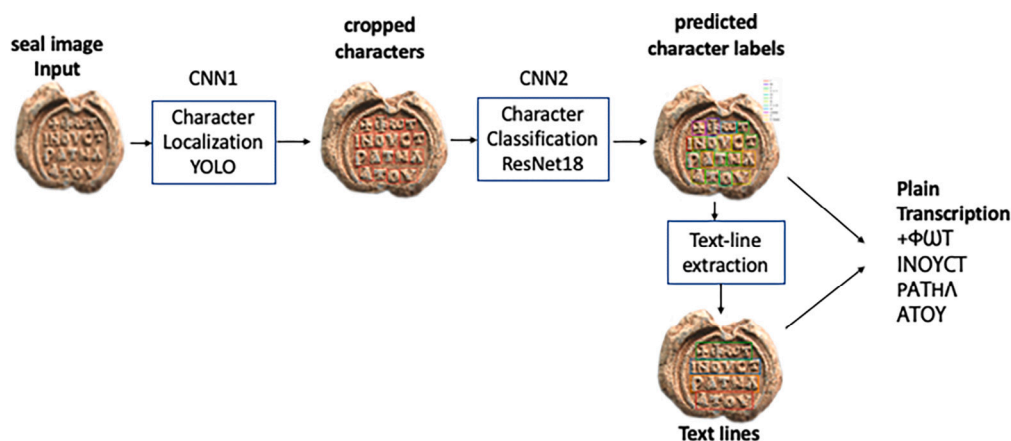 seal image
Input
CNN1
Character
Localization
YOLO
cropped
characters
CNN2
Character
Classification
ResNet18
predicted
character labels
Text-line
extraction
Text lines
Plain
Transcription
+ΦѠΤ
ΙΝΟΥCΤ
ΡΑΤΗΛ
ΑΤΟΥ